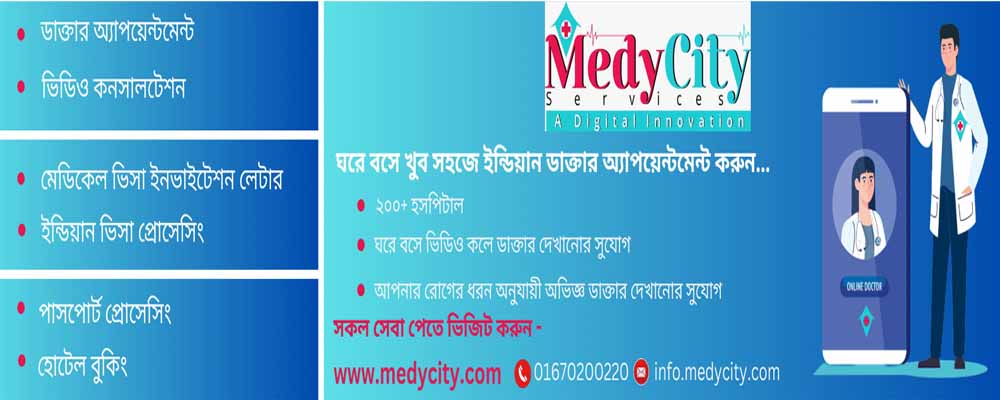 ডাক্তার অ্যাপয়েন্টমেন্ট
ভিডিও কনসালটেশন
মেডিকেল ভিসা ইনভাইটেশন লেটার
ইন্ডিয়ান ভিসা প্রোসেসিং
পাসপোর্ট প্রোসেসিং
হোটেল বুকিং
MedyCity
Services
A Digital Innovation
ঘরে বসে খুব সহজে ইন্ডিয়ান ডাক্তার অ্যাপয়েন্টমেন্ট করুন...
২০০+ হসপিটাল
ঘরে বসে ভিডিও কলে ডাক্তার দেখানোর সুযোগ
আপনার রোগের ধরন অনুযায়ী অভিজ্ঞ ডাক্তার দেখানোর সুযোগ
সকল সেবা পেতে ভিজিট করুন -
www.medycity.com 01670200220 info.medycity.com
ONLINE DOCTOR